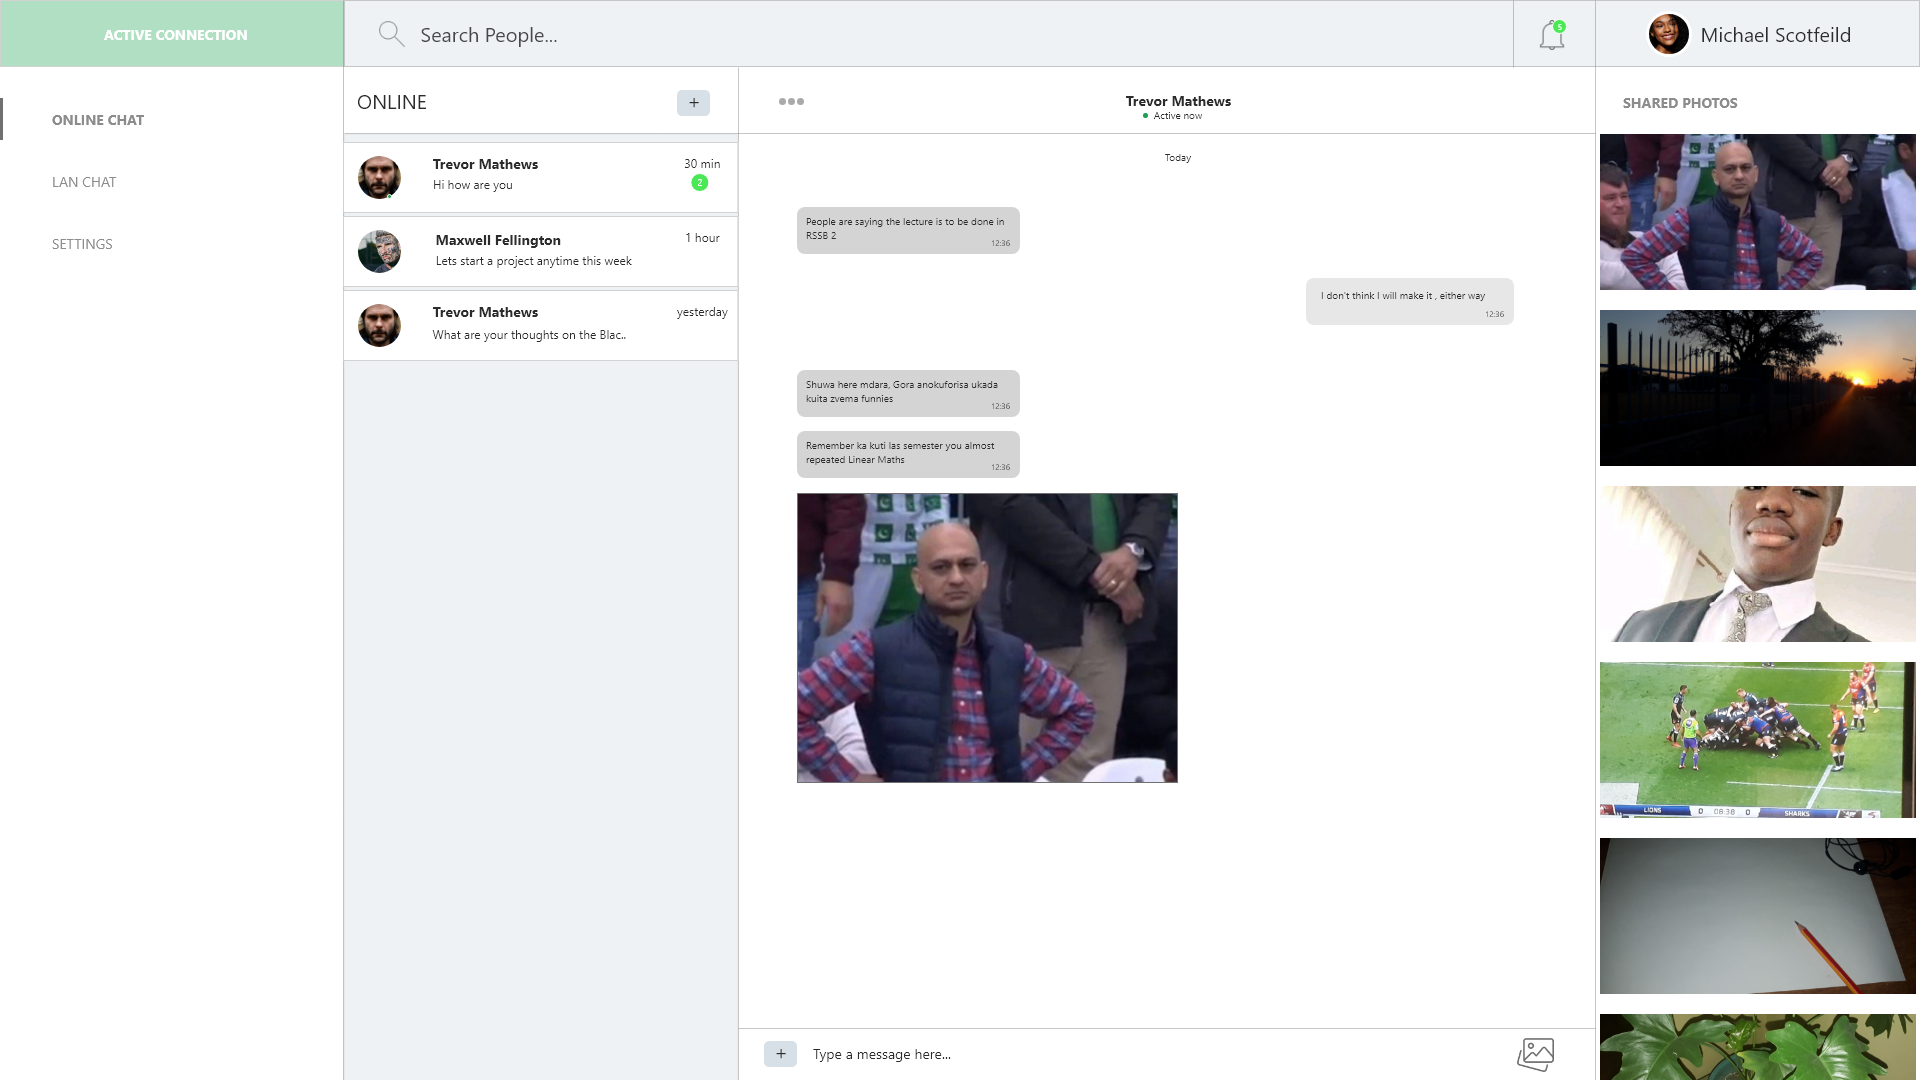 ACTIVE CONNECTION
Search People...
5
Michael Scotfeild
ONLINE CHAT
LAN CHAT
SETTINGS
ONLINE
+
Trevor Mathews
30 min
Hi how are you
2
Maxwell Fellington
1 hour
Lets start a project anytime this week
Trevor Mathews
yesterday
What are your thoughts on the Blac..
Trevor Mathews
Active now
Today
People are saying the lecture is to be done in
RSSB 2
12:36
I don't think I will make it , either way
12:36
Shuwa here mdara, Gora anokuforisa ukada
kuita zvema funnies
12:36
Remember ka kuti las semester you almost
repeated Linear Maths
12:36
+
Type a message here...
SHARED PHOTOS
LIONS 0 08:38 0 SHARKS